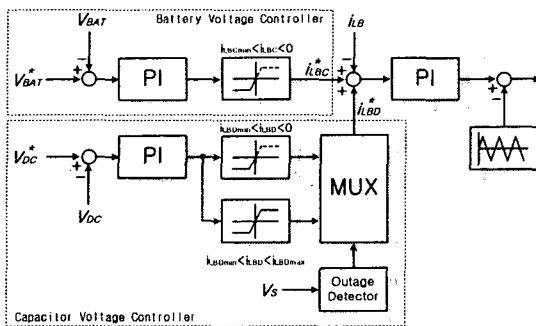 V_BAT
Battery Voltage Controller
i_LB
i_LBCmin<i_LBC<0
V*_BAT
+
−
PI
i*_LBC
+
−
+
PI
+
−
i*_LBD
i_LBDmin<i_LBD<0
V*_DC
+
−
PI
MUX
V_DC
i_LBDmin<i_LBD<i_LBDmax
V_S
Outage
Detector
Capacitor Voltage Controller